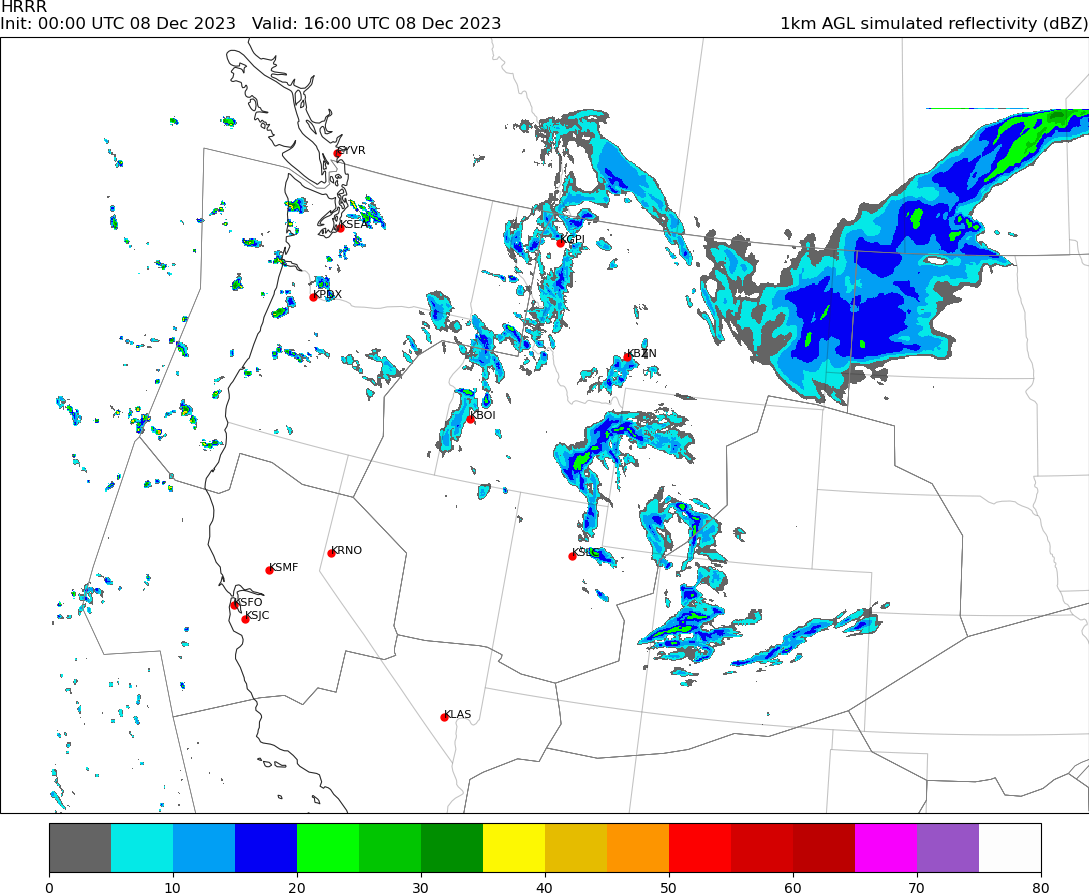 HRRR
Init: 00:00 UTC 08 Dec 2023   Valid: 16:00 UTC 08 Dec 2023   1km AGL simulated reflectivity (dBZ)
CYVR
KSEA
KGPI
KPDX
KBZN
KBOI
KRNO
KSLC
KSMF
KSFO
KSJC
KLAS
0 10 20 30 40 50 60 70 80